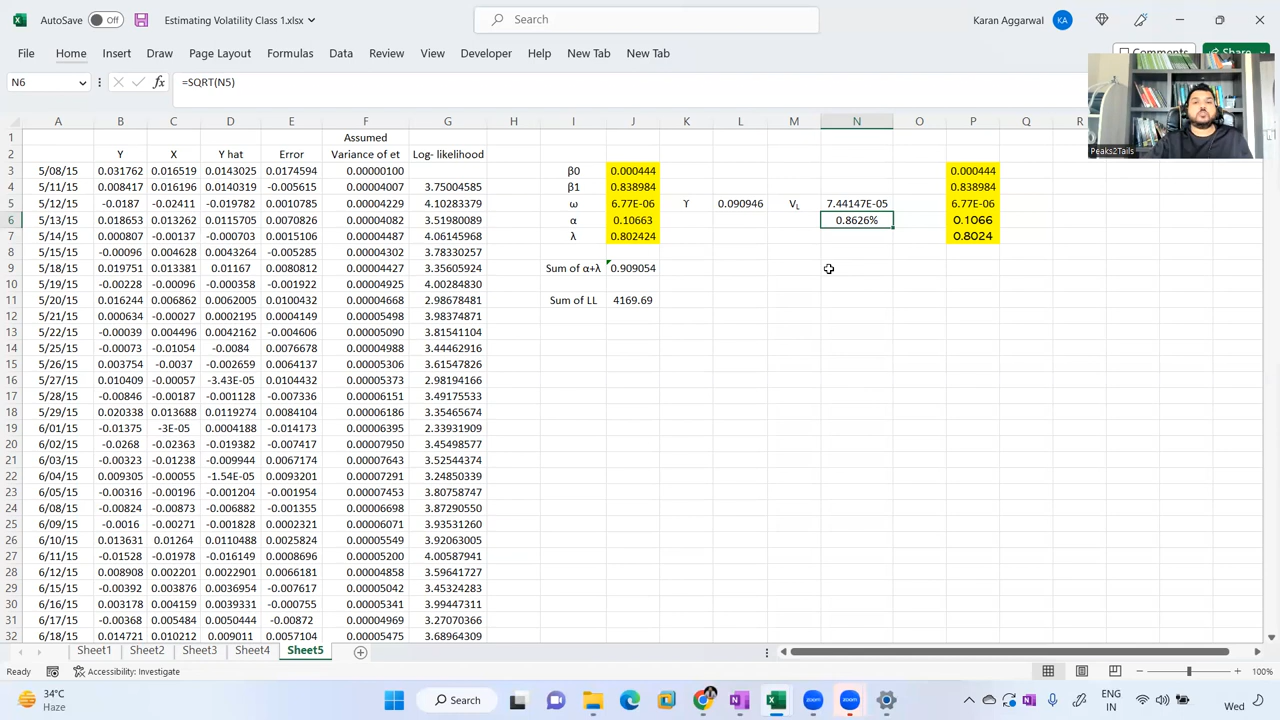 AutoSave Off Estimating Volatility Class 1.xlsx Search Karan Aggarwal KA
File Home Insert Draw Page Layout Formulas Data Review View Developer Help New Tab New Tab Comments Share
N6 fx =SQRT(N5)
Peaks2Tails
A B C D E F G H I J K L M N O P Q R
1 Assumed
2 Y X Y hat Error Variance of et Log- likelihood
3 5/08/15 0.031762 0.016519 0.0143025 0.0174594 0.00000100 β0 0.000444 0.000444
4 5/11/15 0.008417 0.016196 0.0140319 -0.005615 0.00004007 3.75004585 β1 0.838984 0.838984
5 5/12/15 -0.0187 -0.02411 -0.019782 0.0010785 0.00004229 4.10283379 ω 6.77E-06 ϒ 0.090946 VL 7.44147E-05 6.77E-06
6 5/13/15 0.018653 0.013262 0.0115705 0.0070826 0.00004082 3.51980089 α 0.10663 0.8626% 0.1066
7 5/14/15 0.000807 -0.00137 -0.000703 0.0015106 0.00004487 4.06145968 λ 0.802424 0.8024
8 5/15/15 -0.00096 0.004628 0.0043264 -0.005285 0.00004302 3.78330257
9 5/18/15 0.019751 0.013381 0.01167 0.0080812 0.00004427 3.35605924 Sum of α+λ 0.909054
10 5/19/15 -0.00228 -0.00096 -0.000358 -0.001922 0.00004925 4.00284830
11 5/20/15 0.016244 0.006862 0.0062005 0.0100432 0.00004668 2.98678481 Sum of LL 4169.69
12 5/21/15 0.000634 -0.00027 0.0002195 0.0004149 0.00005498 3.98374871
13 5/22/15 -0.00039 0.004496 0.0042162 -0.004606 0.00005090 3.81541104
14 5/25/15 -0.00073 -0.01054 -0.0084 0.0076678 0.00004988 3.44462916
15 5/26/15 0.003754 -0.0037 -0.002659 0.0064137 0.00005306 3.61547826
16 5/27/15 0.010409 -0.00057 -3.43E-05 0.0104432 0.00005373 2.98194166
17 5/28/15 -0.00846 -0.00187 -0.001128 -0.007336 0.00006151 3.49175533
18 5/29/15 0.020338 0.013688 0.0119274 0.0084104 0.00006186 3.35465674
19 6/01/15 -0.01375 -3E-05 0.0004188 -0.014173 0.00006395 2.33931909
20 6/02/15 -0.0268 -0.02363 -0.019382 -0.007417 0.00007950 3.45498577
21 6/03/15 -0.00323 -0.01238 -0.009944 0.0067174 0.00007643 3.52544374
22 6/04/15 0.009305 -0.00055 -1.54E-05 0.0093201 0.00007291 3.24850339
23 6/05/15 -0.00316 -0.00196 -0.001204 -0.001954 0.00007453 3.80758747
24 6/08/15 -0.00824 -0.00873 -0.006882 -0.001355 0.00006698 3.87290550
25 6/09/15 -0.0016 -0.00271 -0.001828 0.0002321 0.00006071 3.93531260
26 6/10/15 0.013631 0.01264 0.0110488 0.0025824 0.00005549 3.92063005
27 6/11/15 -0.01528 -0.01978 -0.016149 0.0008696 0.00005200 4.00587941
28 6/12/15 0.008908 0.002201 0.0022901 0.0066181 0.00004858 3.59641727
29 6/15/15 -0.00392 0.003876 0.0036954 -0.007617 0.00005042 3.45324283
30 6/16/15 0.003178 0.004159 0.0039331 -0.000755 0.00005341 3.99447311
31 6/17/15 -0.00368 0.005484 0.0050444 -0.00872 0.00004969 3.27070366
32 6/18/15 0.014721 0.010212 0.009011 0.0057104 0.00005475 3.68964309
Sheet1 Sheet2 Sheet3 Sheet4 Sheet5
Ready Accessibility: Investigate 100%
34°C
Haze Search ENG
IN Wed